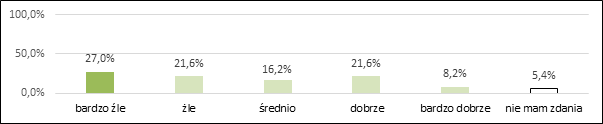 100,0%
50,0%
0,0%
27,0% 21,6% 16,2% 21,6% 8,2% 5,4%
bardzo źle żle średnio dobrze bardzo dobrze nie mam zdania